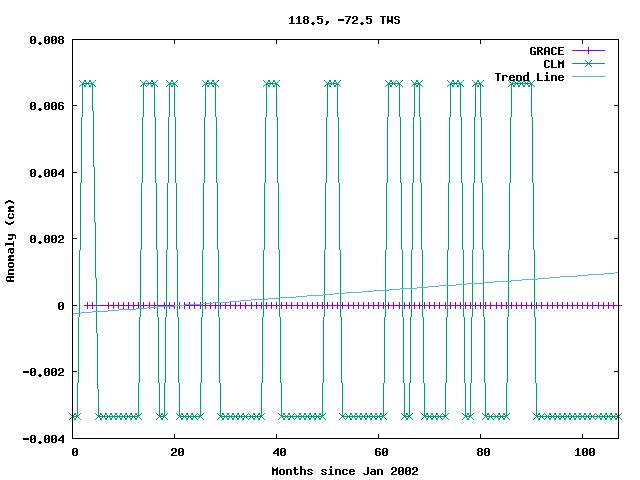 118.5, -72.5 TWS
GRACE
CLM
Trend Line
0.008
0.006
0.004
0.002
0
-0.002
-0.004
Anomaly (cm)
0 20 40 60 80 100
Months since Jan 2002